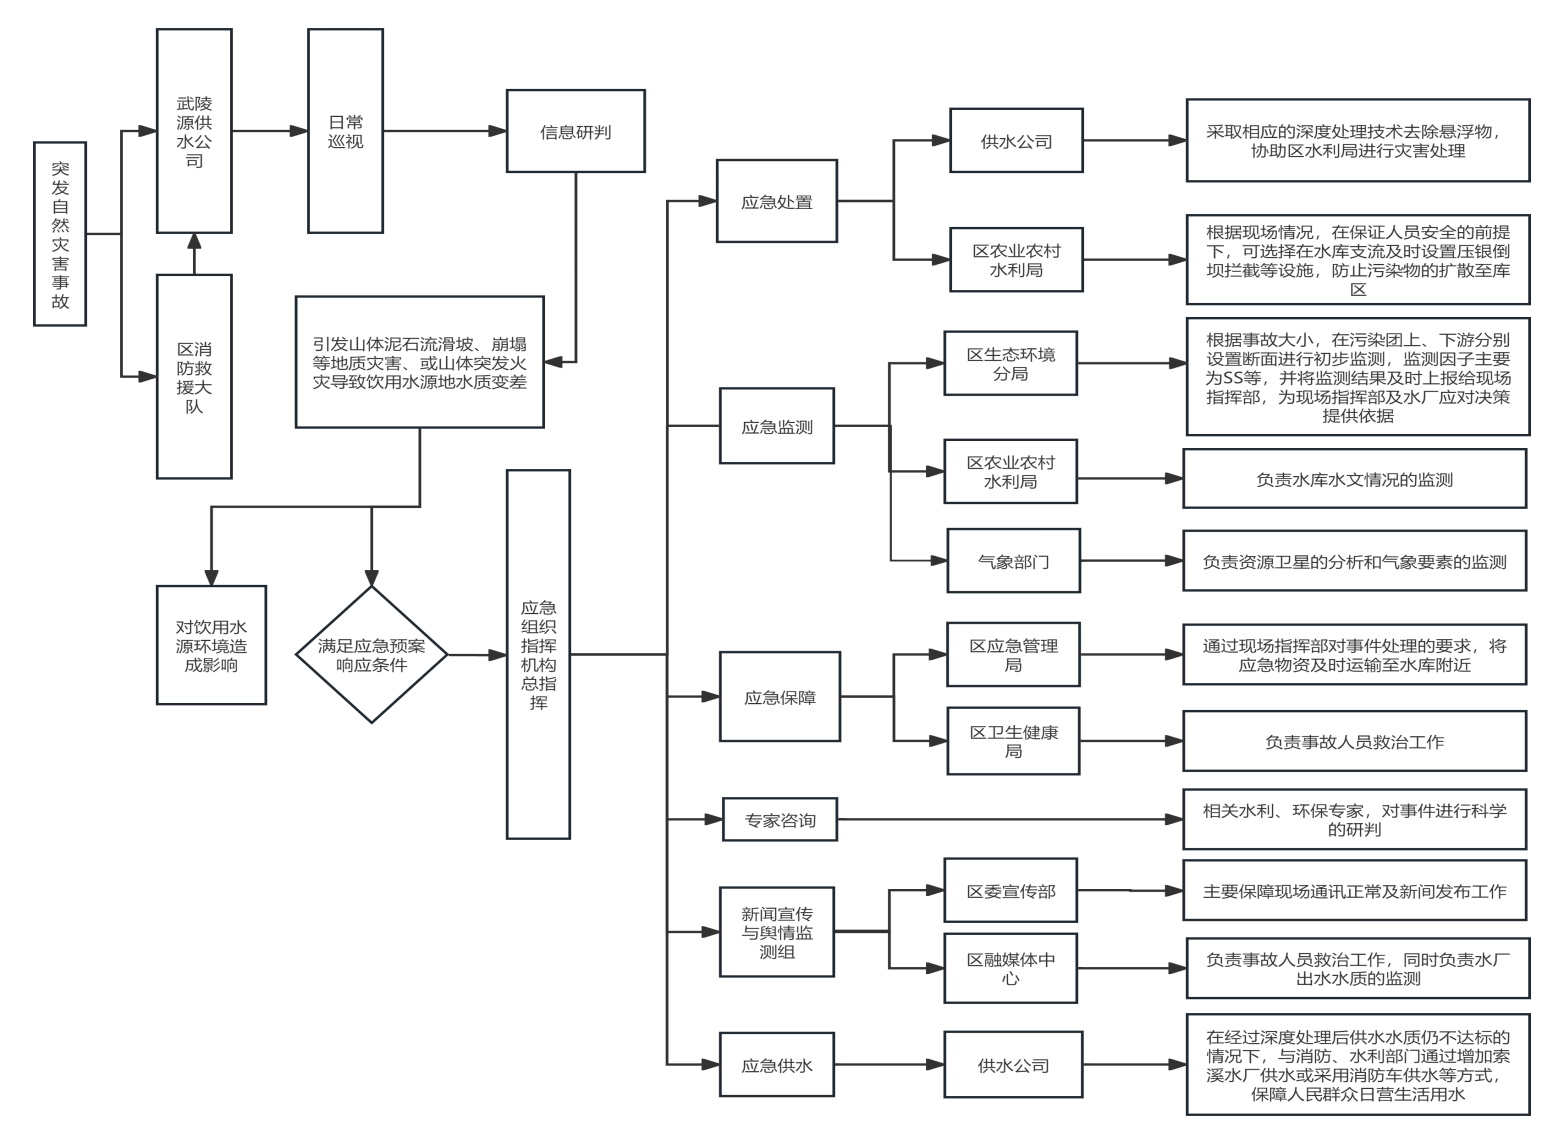 突
发
自
然
灾
害
事
故
武陵
源供
水公
司
区消
防救
援大
队
日常
巡视
信息研判
引发山体泥石流滑坡、崩塌
等地质灾害、或山体突发火
灾导致饮用水源地水质变差
对饮用水
源环境造
成影响
满足应急预案
响应条件
应急
组织
指挥
机构
总指
挥
应急处置
供水公司
采取相应的深度处理技术去除悬浮物，
协助区水利局进行灾害处理
区农业农村
水利局
根据现场情况，在保证人员安全的前提
下，可选择在水库支流及时设置压银倒
坝拦截等设施，防止污染物的扩散至库
区
应急监测
区生态环境
分局
根据事故大小，在污染团上、下游分别
设置断面进行初步监测，监测因子主要
为SS等，并将监测结果及时上报给现场
指挥部，为现场指挥部及水厂应对决策
提供依据
区农业农村
水利局
负责水库水文情况的监测
气象部门
负责资源卫星的分析和气象要素的监测
应急保障
区应急管理
局
通过现场指挥部对事件处理的要求，将
应急物资及时运输至水库附近
区卫生健康
局
负责事故人员救治工作
专家咨询
相关水利、环保专家，对事件进行科学
的研判
新闻宣传
与舆情监
测组
区委宣传部
主要保障现场通讯正常及新间发布工作
区融媒体中
心
负责事故人员救治工作，同时负责水厂
出水水质的监测
应急供水
供水公司
在经过深度处理后供水水质仍不达标的
情况下，与消防、水利部门通过增加索
溪水厂供水或采用消防车供水等方式，
保障人民群众日营生活用水